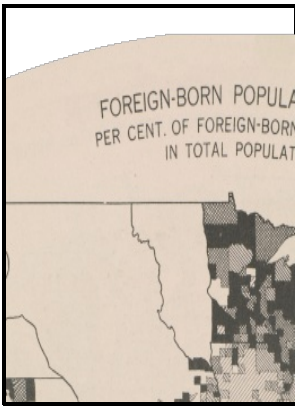 FOREIGN-BORN POPULA
PER CENT. OF FOREIGN-BORN
IN TOTAL POPULAT